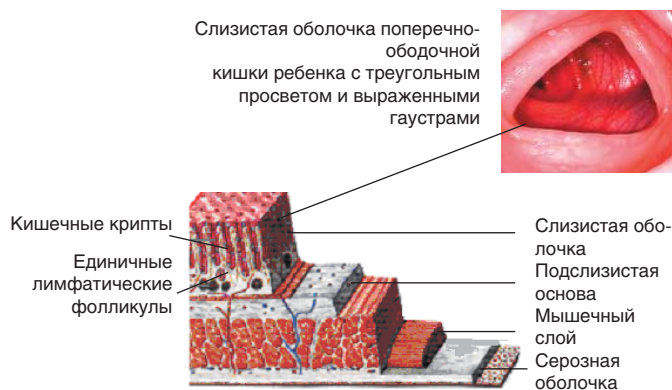 Слизистая оболочка поперечно-
ободочной
кишки ребенка с треугольным
просветом и выраженными
гаустрами
Кишечные крипты
Единичные
лимфатические
фолликулы
Слизистая обо-
лочка
Подслизистая
основа
Мышечный
слой
Серозная
оболочка